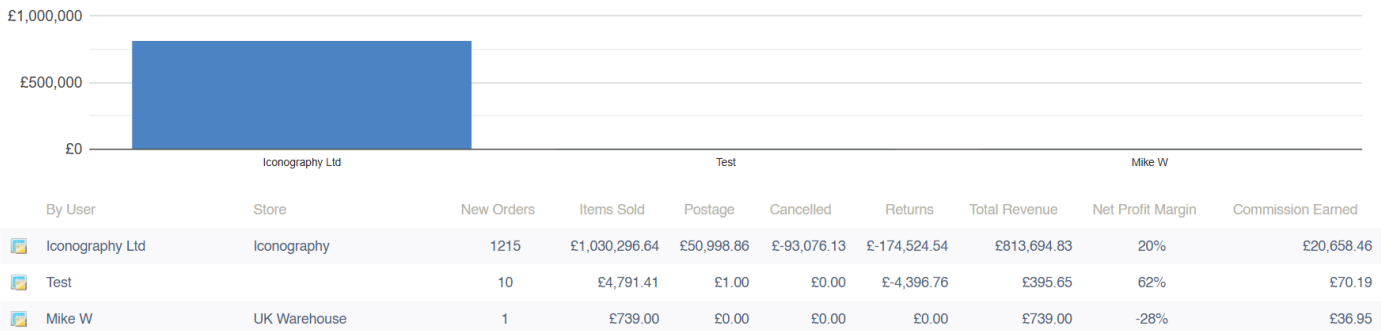 £1,000,000
£500,000
£0
Iconography Ltd Test Mike W
By User Store New Orders Items Sold Postage Cancelled Returns Total Revenue Net Profit Margin Commission Earned
Iconography Ltd Iconography 1215 £1,030,296.64 £50,998.86 £-93,076.13 £-174,524.54 £813,694.83 20% £20,658.46
Test 10 £4,791.41 £1.00 £0.00 £-4,396.76 £395.65 62% £70.19
Mike W UK Warehouse 1 £739.00 £0.00 £0.00 £0.00 £739.00 -28% £36.95